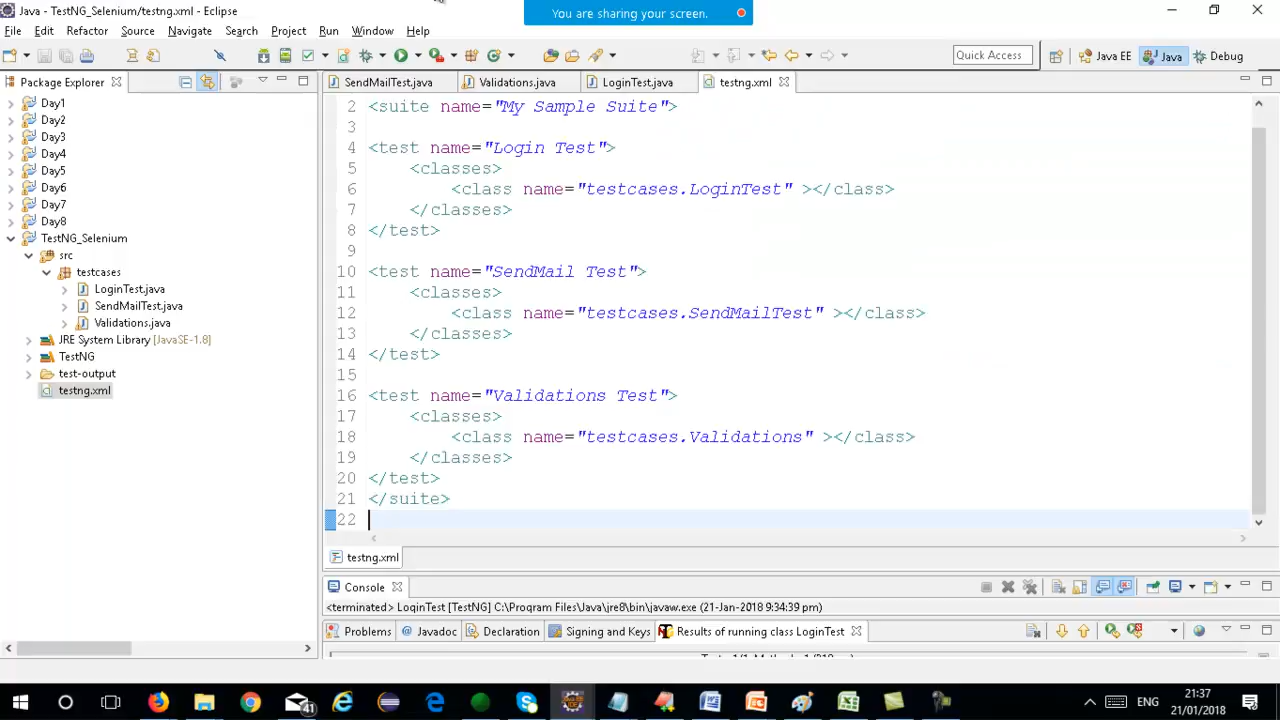 Java - TestNG_Selenium/testng.xml - Eclipse
You are sharing your screen.
File Edit Refactor Source Navigate Search Project Run Window Help
Quick Access
Java EE
Java
Debug
Package Explorer
SendMailTest.java
Validations.java
LoginTest.java
testng.xml
Day1
Day2
Day3
Day4
Day5
Day6
Day7
Day8
TestNG_Selenium
src
testcases
LoginTest.java
SendMailTest.java
Validations.java
JRE System Library [JavaSE-1.8]
TestNG
test-output
testng.xml
2 <suite name="My Sample Suite">
3
4 <test name="Login Test">
5 <classes>
6 <class name="testcases.LoginTest" ></class>
7 </classes>
8 </test>
9
10 <test name="SendMail Test">
11 <classes>
12 <class name="testcases.SendMailTest" ></class>
13 </classes>
14 </test>
15
16 <test name="Validations Test">
17 <classes>
18 <class name="testcases.Validations" ></class>
19 </classes>
20 </test>
21 </suite>
22
testng.xml
Console
<terminated> LoginTest [TestNG] C:\Program Files\Java\jre8\bin\javaw.exe (21-Jan-2018 9:34:39 pm)
Problems
Javadoc
Declaration
Signing and Keys
Results of running class LoginTest
41
ENG
21:37
21/01/2018